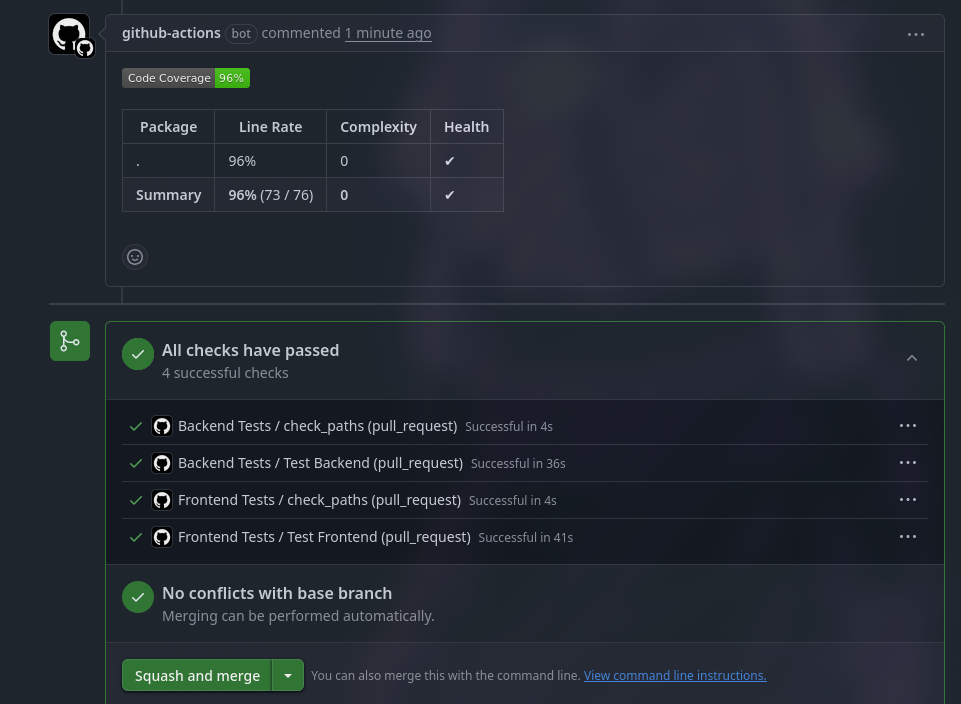 github-actions bot commented 1 minute ago
Code Coverage 96%
Package Line Rate Complexity Health
. 96% 0 ✔
Summary 96% (73 / 76) 0 ✔
All checks have passed
4 successful checks
Backend Tests / check_paths (pull_request) Successful in 4s
Backend Tests / Test Backend (pull_request) Successful in 36s
Frontend Tests / check_paths (pull_request) Successful in 4s
Frontend Tests / Test Frontend (pull_request) Successful in 41s
No conflicts with base branch
Merging can be performed automatically.
Squash and merge You can also merge this with the command line. View command line instructions.